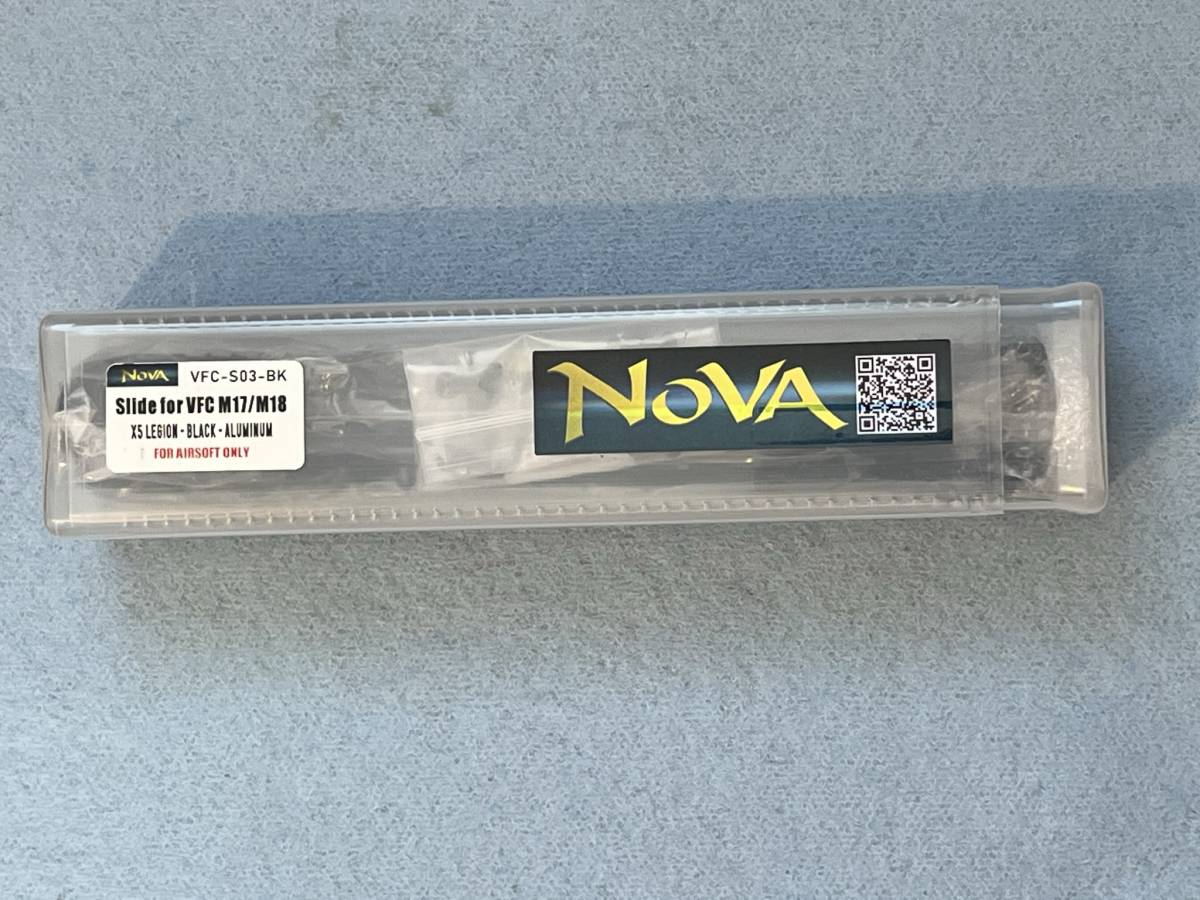 NOVA VFC-S03-BK
Slide for VFC M17/M18
X5 LEGION - BLACK - ALUMINUM
FOR AIRSOFT ONLY
NOVA